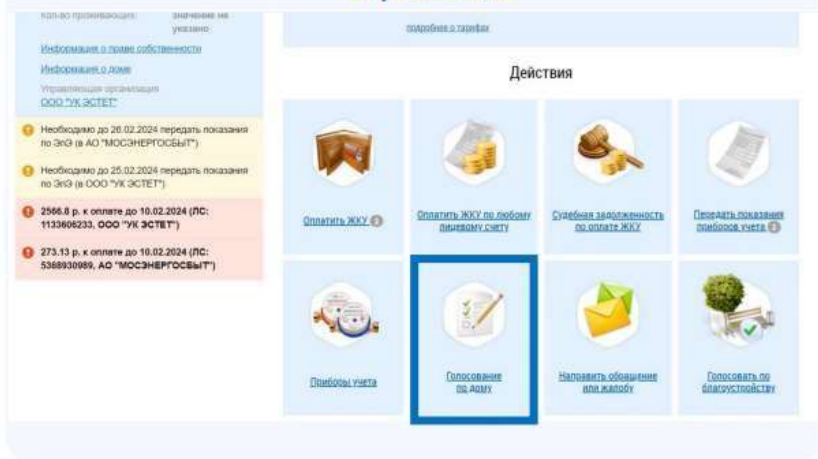 Кол-во проживающих: значение не
указано
Информация о праве собственности
Информация о доме
Управляющая организация
ООО "УК ЭСТЕТ"
Необходимо до 26.02.2024 передать показания
по ЭлЭ (в АО "МОСЭНЕРГОСБЫТ")
Необходимо до 25.02.2024 передать показания
по ЭлЭ (в ООО "УК ЭСТЕТ")
2566.8 р. к оплате до 10.02.2024 (ЛС:
1133606233, ООО "УК ЭСТЕТ")
273.13 р. к оплате до 10.02.2024 (ЛС:
5368930989, АО "МОСЭНЕРГОСБЫТ")
подробнее о тарифах
Действия
Оплатить ЖКУ
Оплатить ЖКУ по любому
лицевому счету
Судебная задолженность
по оплате ЖКУ
Передать показания
приборов учета
Приборы учета
Голосование
по дому
Направить обращение
или жалобу
Голосовать по
благоустройству